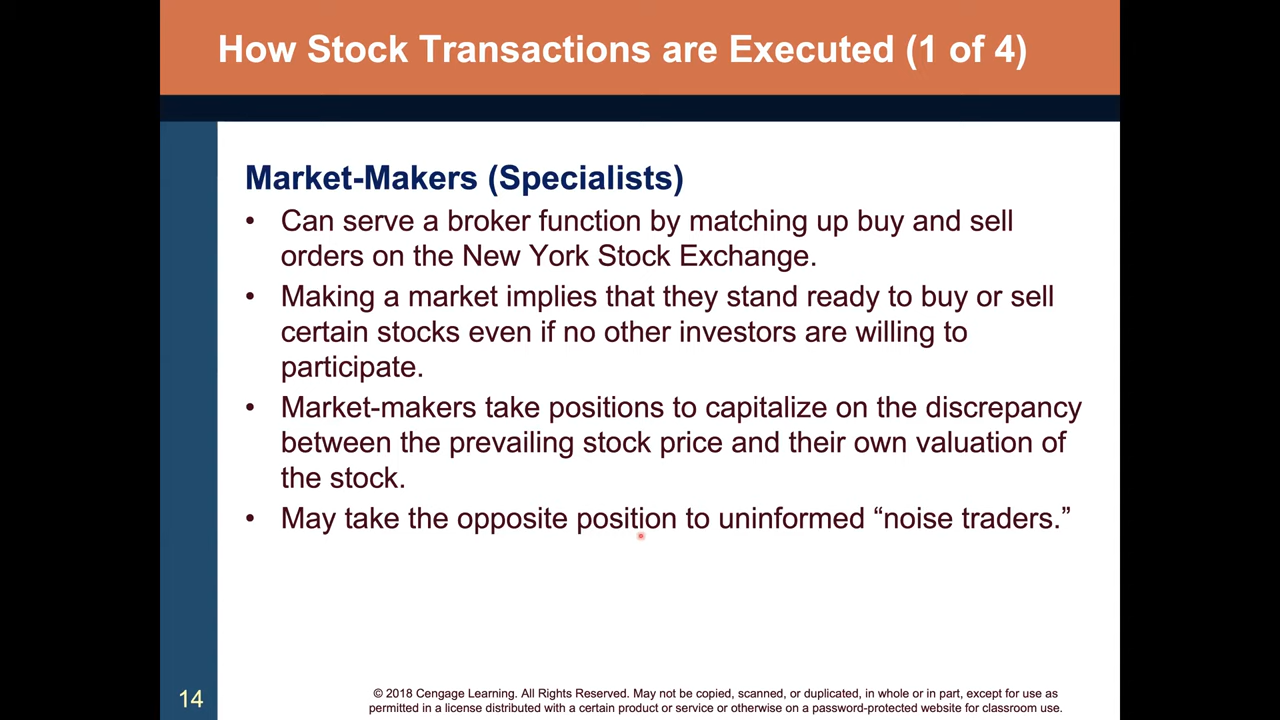 How Stock Transactions are Executed (1 of 4)
Market-Makers (Specialists)
• Can serve a broker function by matching up buy and sell
orders on the New York Stock Exchange.
• Making a market implies that they stand ready to buy or sell
certain stocks even if no other investors are willing to
participate.
• Market-makers take positions to capitalize on the discrepancy
between the prevailing stock price and their own valuation of
the stock.
• May take the opposite position to uninformed “noise traders.”
14
© 2018 Cengage Learning. All Rights Reserved. May not be copied, scanned, or duplicated, in whole or in part, except for use as
permitted in a license distributed with a certain product or service or otherwise on a password-protected website for classroom use.